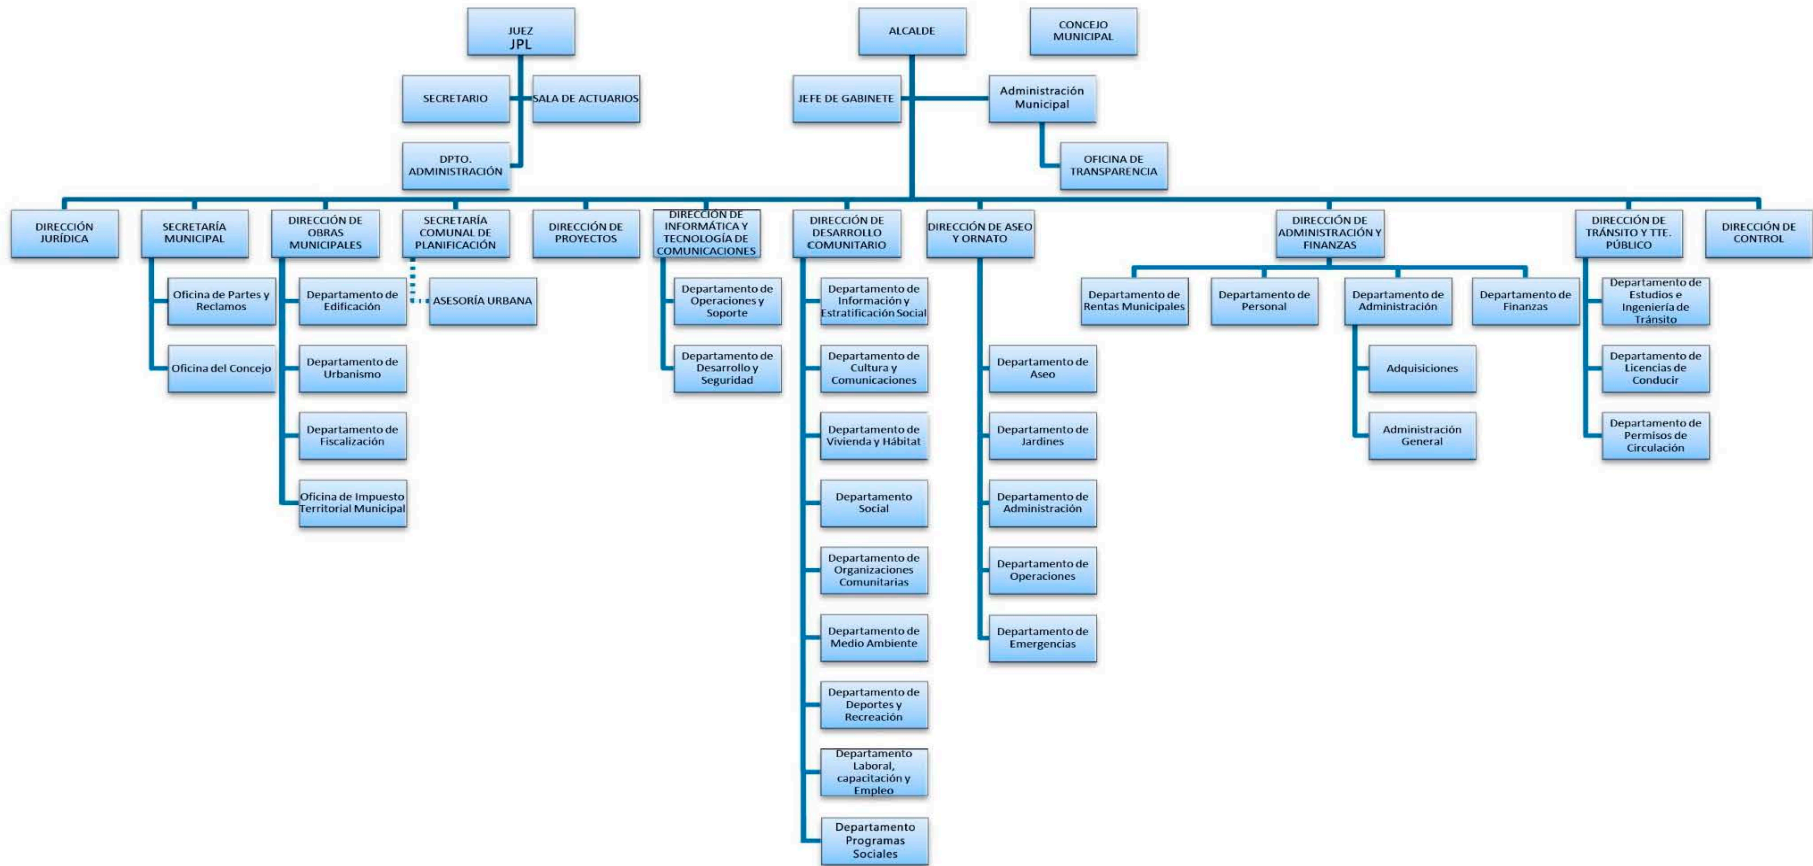 JUEZ
JPL
ALCALDE
CONCEJO
MUNICIPAL
SECRETARIO
SALA DE ACTUARIOS
JEFE DE GABINETE
Administración
Municipal
DPTO.
ADMINISTRACIÓN
OFICINA DE
TRANSPARENCIA
DIRECCIÓN
JURÍDICA
SECRETARÍA
MUNICIPAL
DIRECCIÓN DE
OBRAS
MUNICIPALES
SECRETARÍA
COMUNAL DE
PLANIFICACIÓN
DIRECCIÓN DE
PROYECTOS
DIRECCIÓN DE
INFORMÁTICA Y
TECNOLOGÍA DE
COMUNICACIONES
DIRECCIÓN DE
DESARROLLO
COMUNITARIO
DIRECCIÓN DE ASEO
Y ORNATO
DIRECCIÓN DE
ADMINISTRACIÓN Y
FINANZAS
DIRECCIÓN DE
TRÁNSITO Y TTE.
PÚBLICO
DIRECCIÓN DE
CONTROL
Oficina de Partes y
Reclamos
Oficina del Concejo
Departamento de
Edificación
Departamento de
Urbanismo
Departamento de
Fiscalización
Oficina de Impuesto
Territorial Municipal
ASESORÍA URBANA
Departamento de
Operaciones y
Soporte
Departamento de
Desarrollo y
Seguridad
Departamento de
Información y
Estratificación Social
Departamento de
Cultura y
Comunicaciones
Departamento de
Vivienda y Hábitat
Departamento
Social
Departamento de
Organizaciones
Comunitarias
Departamento de
Medio Ambiente
Departamento de
Deportes y
Recreación
Departamento
Laboral,
capacitación y
Empleo
Departamento
Programas
Sociales
Departamento de
Aseo
Departamento de
Jardines
Departamento de
Administración
Departamento de
Operaciones
Departamento de
Emergencias
Departamento de
Rentas Municipales
Departamento de
Personal
Departamento de
Administración
Departamento de
Finanzas
Adquisiciones
Administración
General
Departamento de
Estudios e
Ingeniería de
Tránsito
Departamento de
Licencias de
Conducir
Departamento de
Permisos de
Circulación